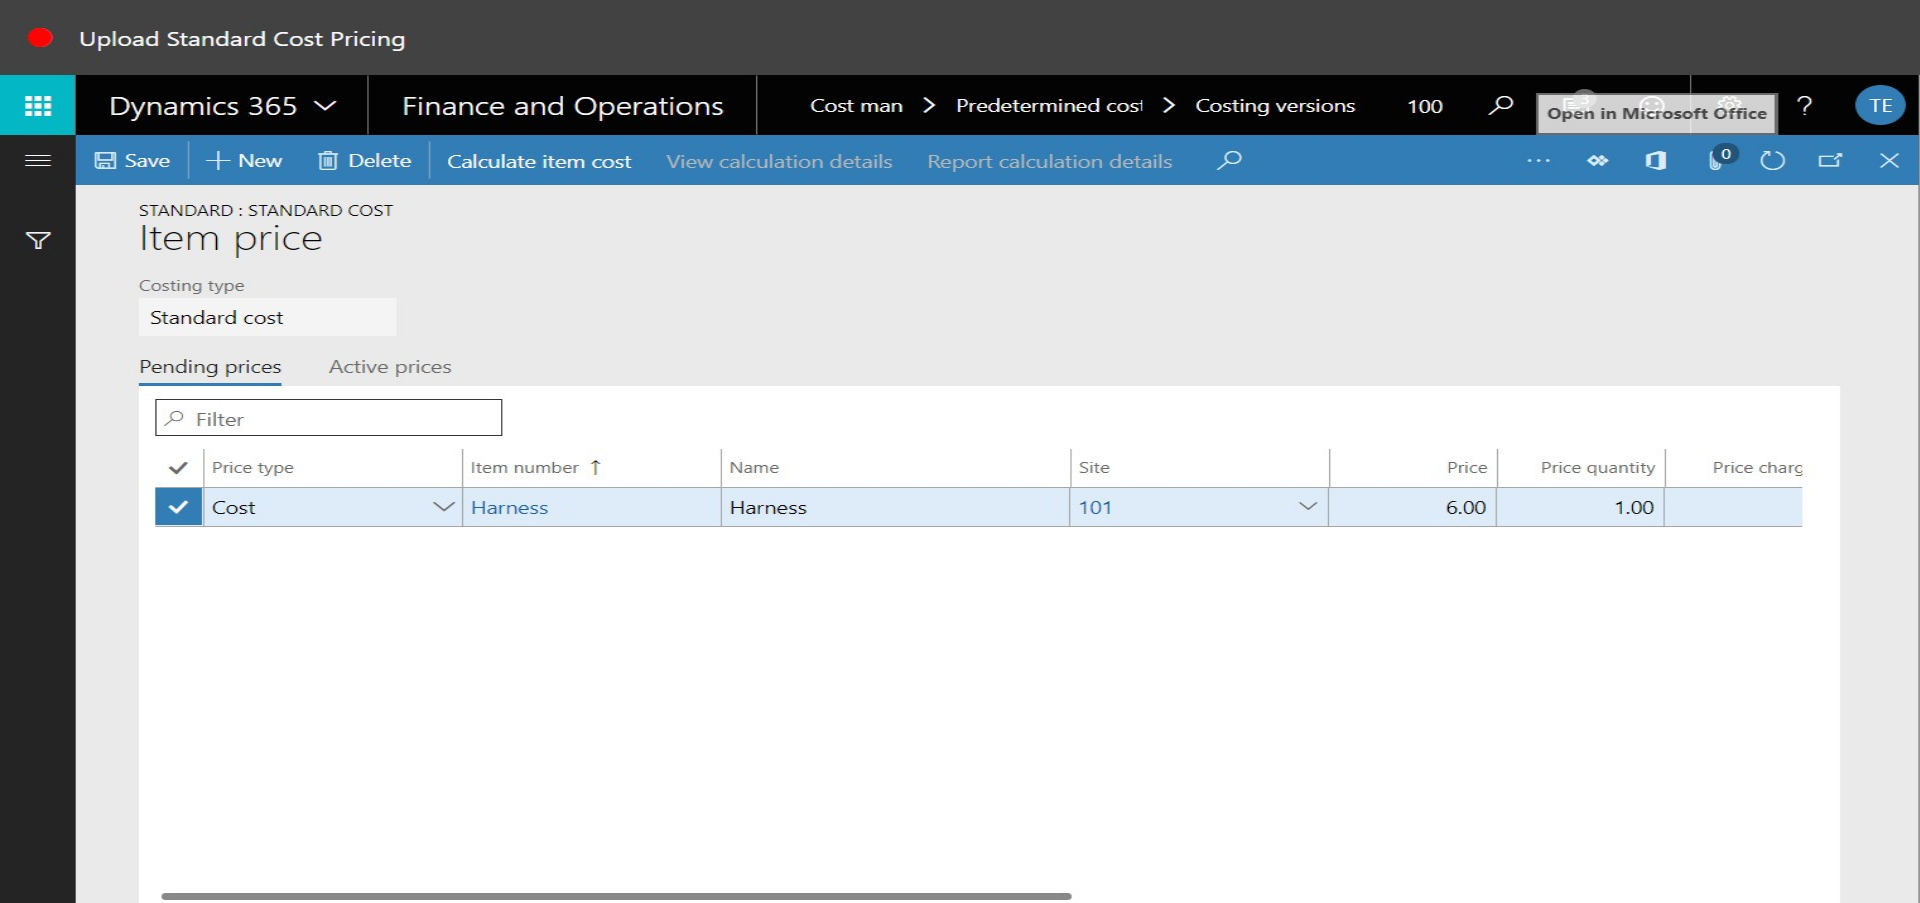 Upload Standard Cost Pricing
Dynamics 365 Finance and Operations Cost man Predetermined cost Costing versions 100 Open in Microsoft Office ? TE
Save New Delete Calculate item cost View calculation details Report calculation details 0
STANDARD : STANDARD COST
Item price
Costing type
Standard cost
Pending prices Active prices
Filter
Price type Item number Name Site Price Price quantity Price charg
Cost Harness Harness 101 6.00 1.00